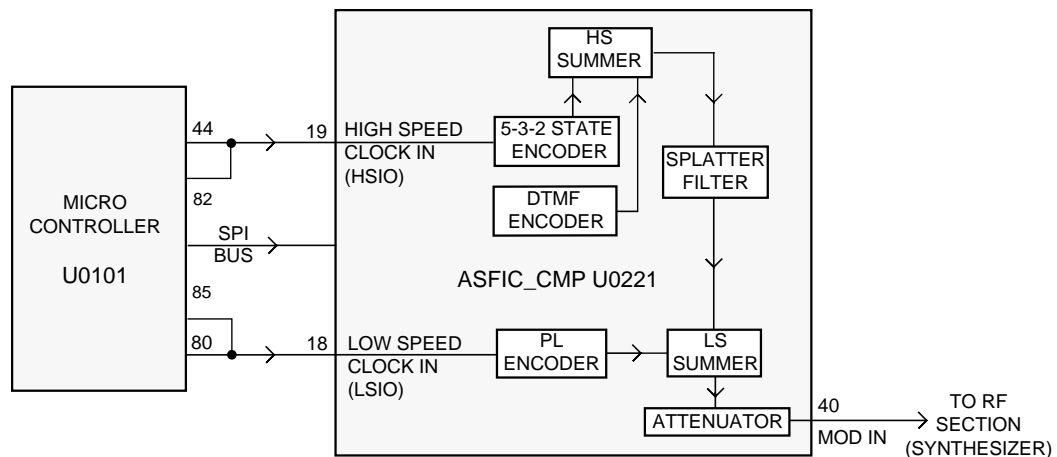 HS
SUMMER
44
19
HIGH SPEED
CLOCK IN
(HSIO)
5-3-2 STATE
ENCODER
SPLATTER
FILTER
82
DTMF
ENCODER
MICRO
CONTROLLER
U0101
SPI
BUS
ASFIC_CMP U0221
85
80
18
LOW SPEED
CLOCK IN
(LSIO)
PL
ENCODER
LS
SUMMER
ATTENUATOR
40
MOD IN
TO RF
SECTION
(SYNTHESIZER)